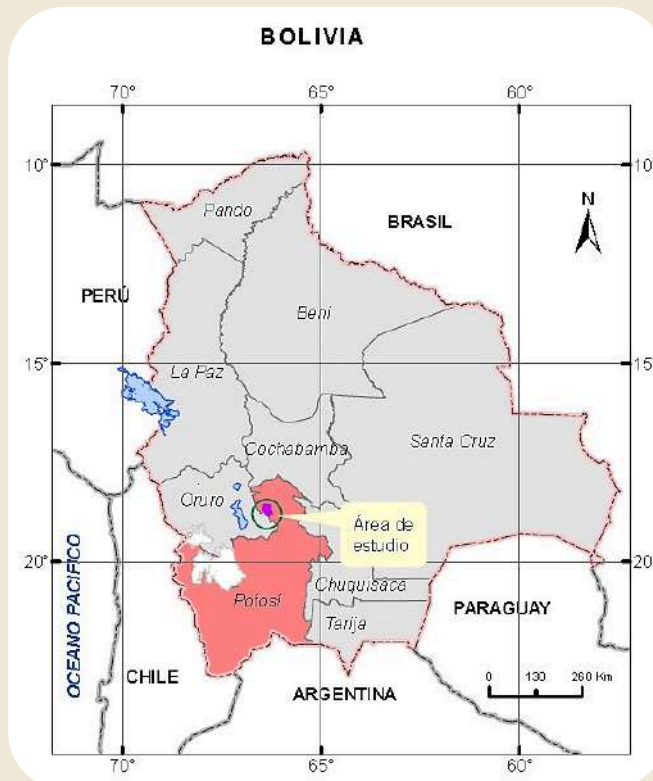 BOLIVIA
70° 65° 60°
10° 10°
N
Pando
BRASIL
PERÚ
Beni
15° 15°
La Paz
Cochabamba
Santa Cruz
Oruro
Área de
estudio
20° 20°
Potosí
Chuquisaca
Tarija
PARAGUAY
OCEANO PACIFICO
CHILE
ARGENTINA
0 130 260 Km
70° 65° 60°